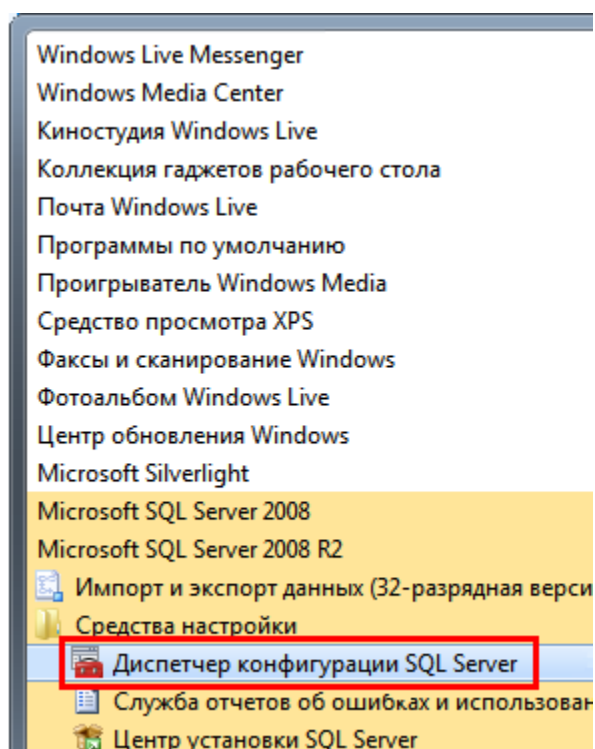 Windows Live Messenger
Windows Media Center
Киностудия Windows Live
Коллекция гаджетов рабочего стола
Почта Windows Live
Программы по умолчанию
Проигрыватель Windows Media
Средство просмотра XPS
Факсы и сканирование Windows
Фотоальбом Windows Live
Центр обновления Windows
Microsoft Silverlight
Microsoft SQL Server 2008
Microsoft SQL Server 2008 R2
Импорт и экспорт данных (32-разрядная верси
Средства настройки
Диспетчер конфигурации SQL Server
Служба отчетов об ошибках и использован
Центр установки SQL Server